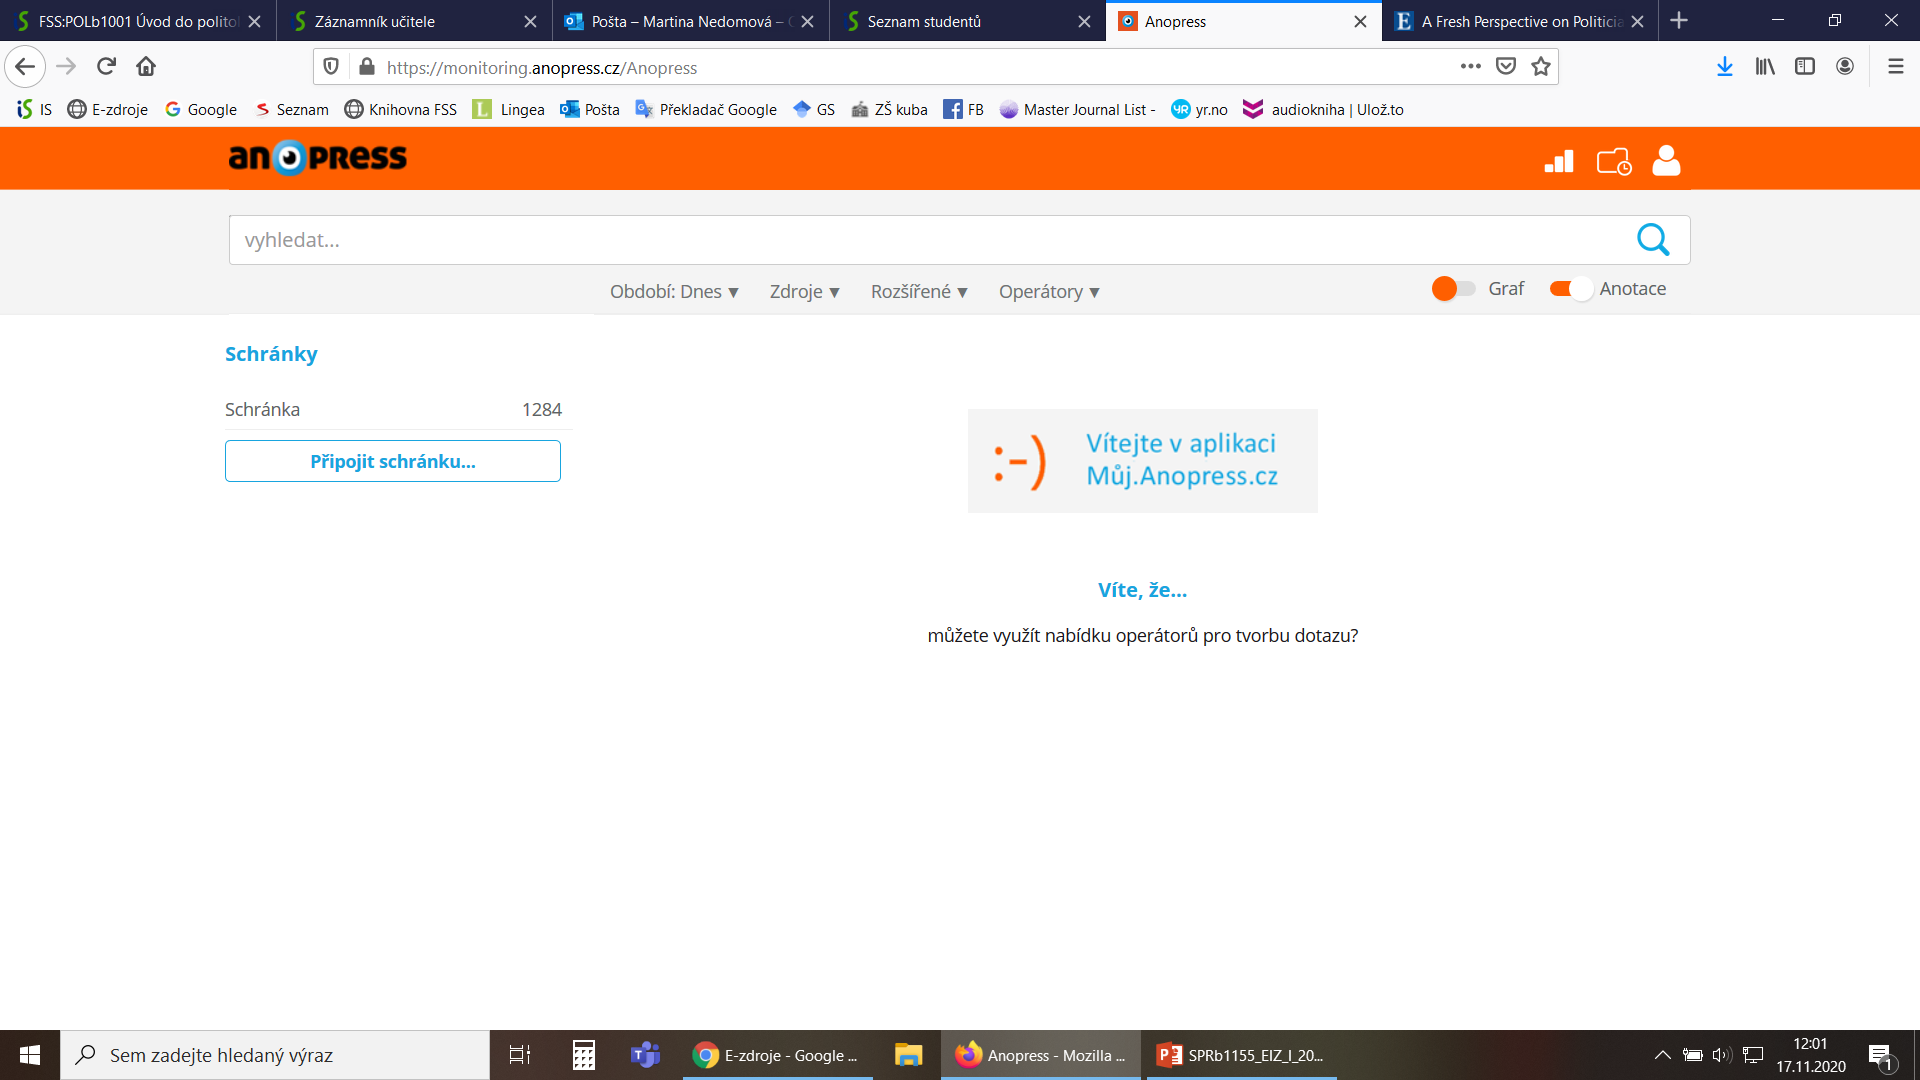 FSS:POLb1001 Úvod do polito
Záznamník učitele
Pošta – Martina Nedomová –
Seznam studentů
Anopress
A Fresh Perspective on Politicia
https://monitoring.anopress.cz/Anopress
IS
E-zdroje
Google
Seznam
Knihovna FSS
Lingea
Pošta
Překladač Google
GS
ZŠ kuba
FB
Master Journal List -
yr.no
audiokniha | Ulož.to
anopress
vyhledat...
Období: Dnes ▼
Zdroje ▼
Rozšířené ▼
Operátory ▼
Graf
Anotace
Schránky
Schránka 1284
Připojit schránku...
:-)
Vítejte v aplikaci
Můj.Anopress.cz
Víte, že...
můžete využít nabídku operátorů pro tvorbu dotazu?
Sem zadejte hledaný výraz
E-zdroje - Google ...
Anopress - Mozilla ...
SPRb1155_EIZ_I_20...
12:01
17.11.2020
1